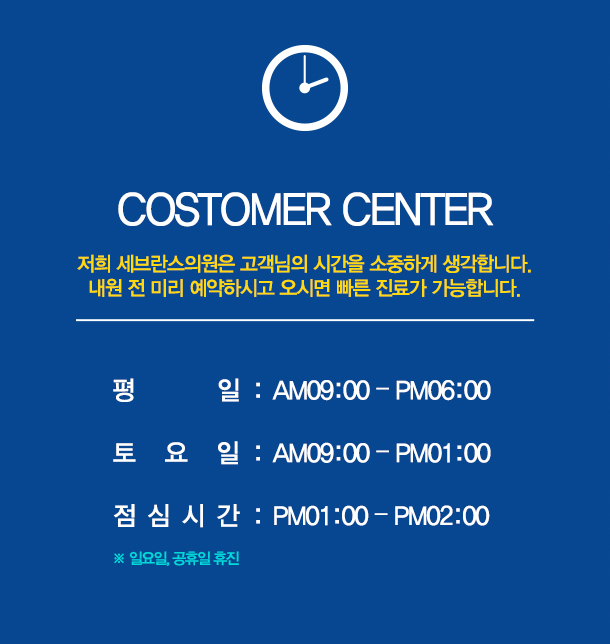 COSTOMER CENTER
저희 세브란스의원은 고객님의 시간을 소중하게 생각합니다.
내원 전 미리 예약하시고 오시면 빠른 진료가 가능합니다.
평 일 : AM09:00 - PM06:00
토 요 일 : AM09:00 - PM01:00
점 심 시 간 : PM01:00 - PM02:00
※ 일요일, 공휴일 휴진